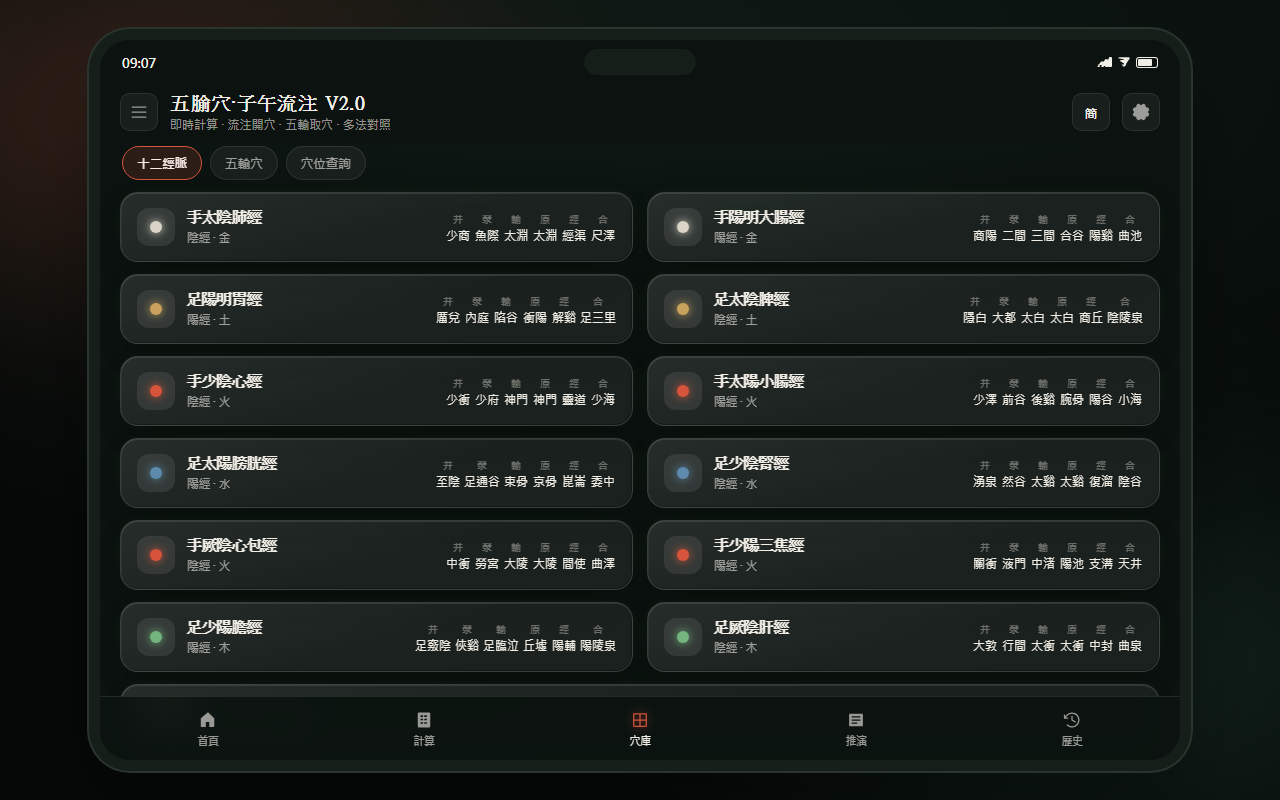 09:07
五腧穴·子午流注 V2.0
即時計算 · 流注開穴 · 五輸取穴 · 多法對照
簡
十二經脈
五輸穴
穴位查詢
手太陰肺經
陰經 · 金
井 滎 輸 原 經 合
少商 魚際 太淵 太淵 經渠 尺澤
手陽明大腸經
陽經 · 金
井 滎 輸 原 經 合
商陽 二間 三間 合谷 陽谿 曲池
足陽明胃經
陽經 · 土
井 滎 輸 原 經 合
厲兌 內庭 陷谷 衝陽 解谿 足三里
足太陰脾經
陰經 · 土
井 滎 輸 原 經 合
隱白 大都 太白 太白 商丘 陰陵泉
手少陰心經
陰經 · 火
井 滎 輸 原 經 合
少衝 少府 神門 神門 靈道 少海
手太陽小腸經
陽經 · 火
井 滎 輸 原 經 合
少澤 前谷 後谿 腕骨 陽谷 小海
足太陽膀胱經
陽經 · 水
井 滎 輸 原 經 合
至陰 足通谷 束骨 京骨 崑崙 委中
足少陰腎經
陰經 · 水
井 滎 輸 原 經 合
湧泉 然谷 太谿 太谿 復溜 陰谷
手厥陰心包經
陰經 · 火
井 滎 輸 原 經 合
中衝 勞宮 大陵 大陵 間使 曲澤
手少陽三焦經
陽經 · 火
井 滎 輸 原 經 合
關衝 液門 中渚 陽池 支溝 天井
足少陽膽經
陽經 · 木
井 滎 輸 原 經 合
足竅陰 俠谿 足臨泣 丘墟 陽輔 陽陵泉
足厥陰肝經
陰經 · 木
井 滎 輸 原 經 合
大敦 行間 太衝 太衝 中封 曲泉
首頁
計算
穴庫
推演
歷史